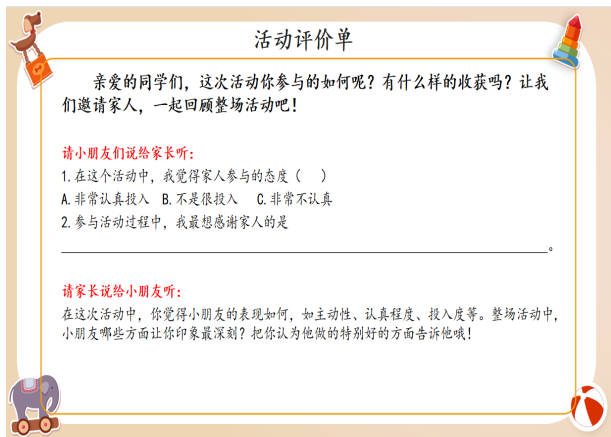 活动评价单
亲爱的同学们，这次活动你参与的如何呢？有什么样的收获吗？让我
们邀请家人，一起回顾整场活动吧！
请小朋友们说给家长听：
1.在这个活动中，我觉得家人参与的态度（　）
A.非常认真投入 B.不是很投入 C.非常不认真
2.参与活动过程中，我最想感谢家人的是
。
请家长说给小朋友听：
在这次活动中，你觉得小朋友的表现如何，如主动性、认真程度、投入度等。整场活动中，
小朋友哪些方面让你印象最深刻？把你认为他做的特别好的方面告诉他哦！